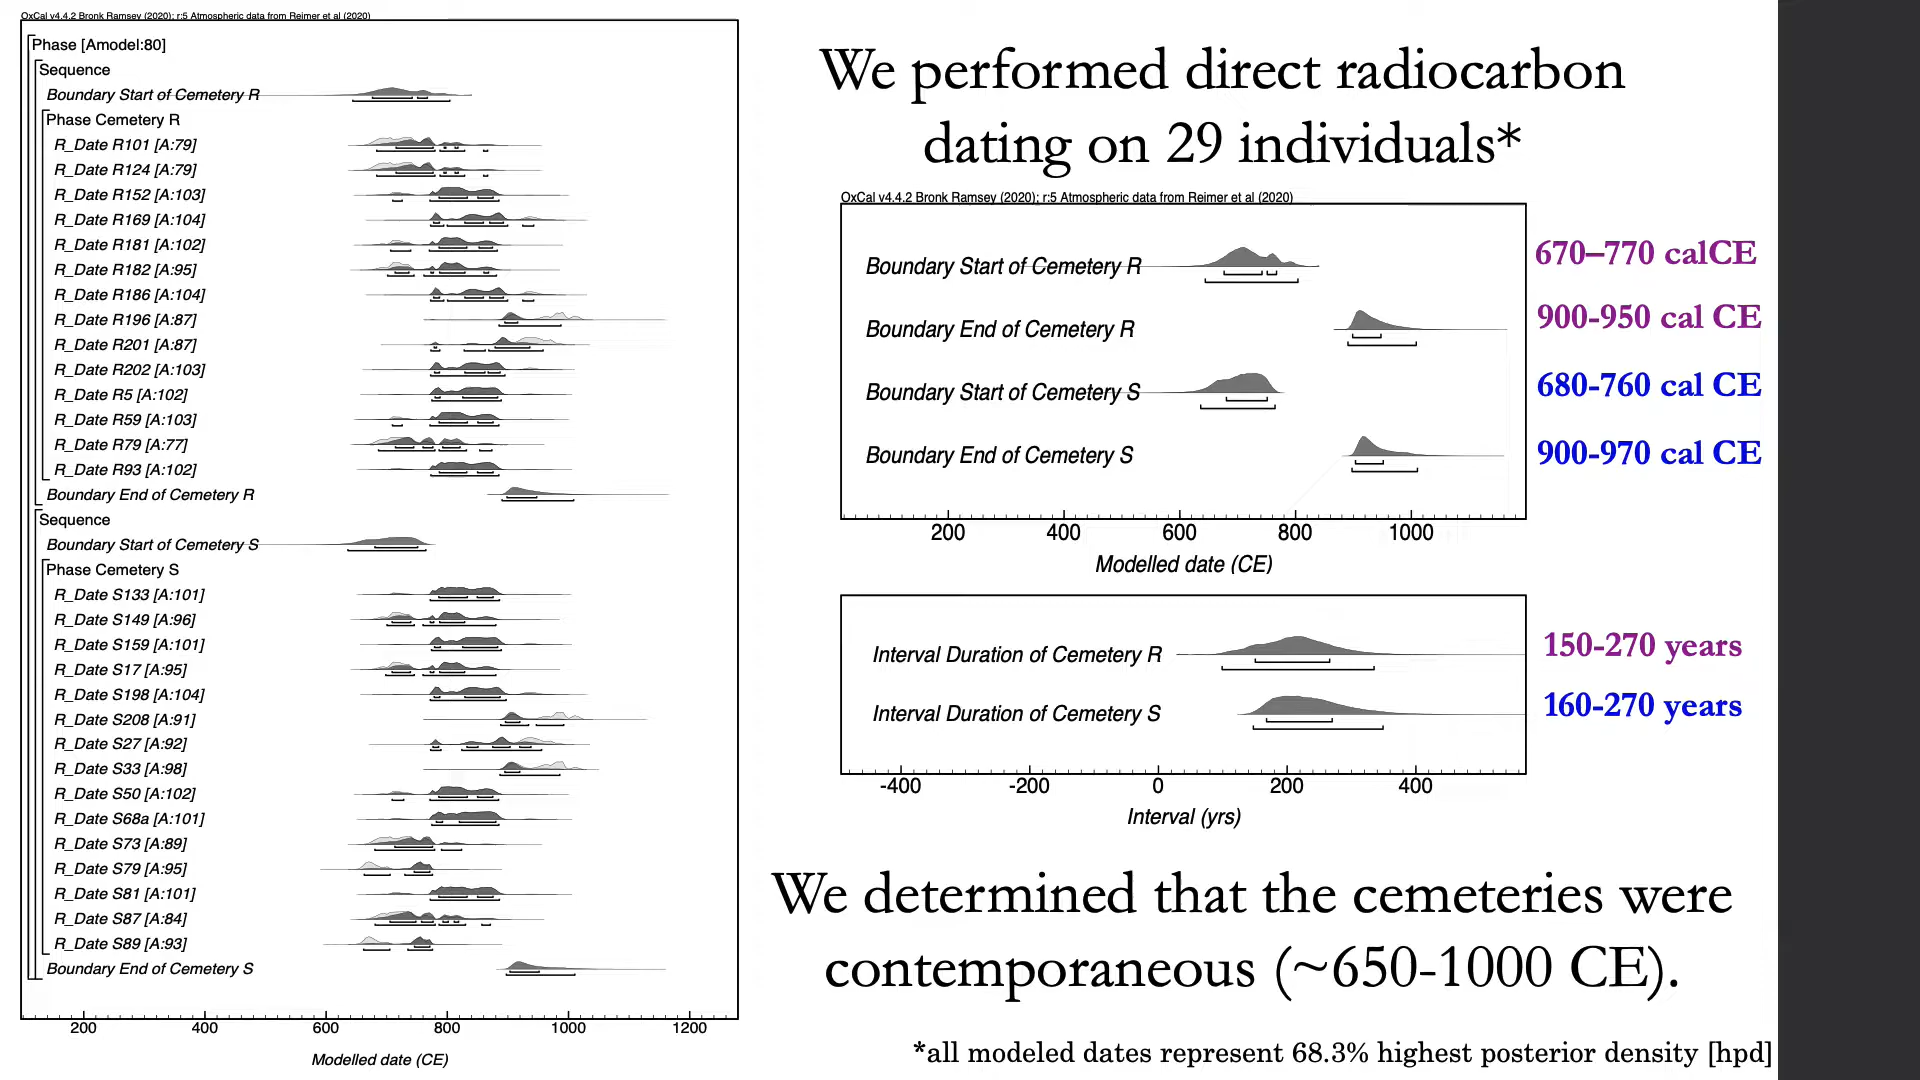 OxCal v4.4.2 Bronk Ramsey (2020); r:5 Atmospheric data from Reimer et al (2020)
Phase [Amodel:80]
Sequence
Boundary Start of Cemetery R
Phase Cemetery R
R_Date R101 [A:79]
R_Date R124 [A:79]
R_Date R152 [A:103]
R_Date R169 [A:104]
R_Date R181 [A:102]
R_Date R182 [A:95]
R_Date R186 [A:104]
R_Date R196 [A:87]
R_Date R201 [A:87]
R_Date R202 [A:103]
R_Date R5 [A:102]
R_Date R59 [A:103]
R_Date R79 [A:77]
R_Date R93 [A:102]
Boundary End of Cemetery R
Sequence
Boundary Start of Cemetery S
Phase Cemetery S
R_Date S133 [A:101]
R_Date S149 [A:96]
R_Date S159 [A:101]
R_Date S17 [A:95]
R_Date S198 [A:104]
R_Date S208 [A:91]
R_Date S27 [A:92]
R_Date S33 [A:98]
R_Date S50 [A:102]
R_Date S68a [A:101]
R_Date S73 [A:89]
R_Date S79 [A:95]
R_Date S81 [A:101]
R_Date S87 [A:84]
R_Date S89 [A:93]
Boundary End of Cemetery S
200 400 600 800 1000 1200
Modelled date (CE)
We performed direct radiocarbon
dating on 29 individuals*
OxCal v4.4.2 Bronk Ramsey (2020); r:5 Atmospheric data from Reimer et al (2020)
Boundary Start of Cemetery R 670–770 calCE
Boundary End of Cemetery R 900-950 cal CE
Boundary Start of Cemetery S 680-760 cal CE
Boundary End of Cemetery S 900-970 cal CE
200 400 600 800 1000
Modelled date (CE)
Interval Duration of Cemetery R 150-270 years
Interval Duration of Cemetery S 160-270 years
-400 -200 0 200 400
Interval (yrs)
We determined that the cemeteries were
contemporaneous (~650-1000 CE).
*all modeled dates represent 68.3% highest posterior density [hpd]